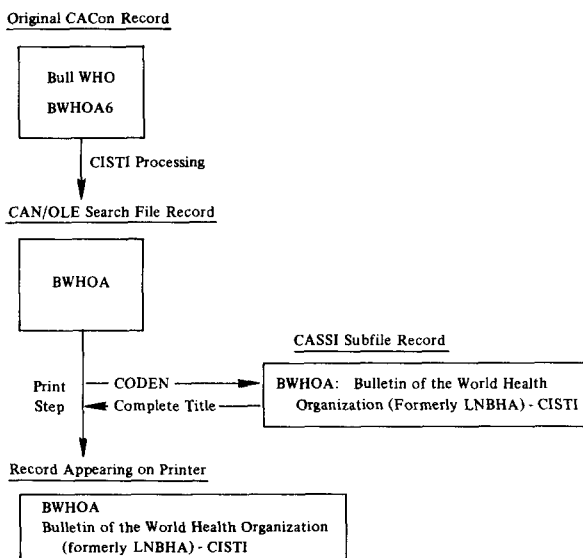 Original CACon Record
Bull WHO
BWHOA6
CISTI Processing
CAN/OLE Search File Record
BWHOA
CASSI Subfile Record
Print
Step
CODEN
Complete Title
BWHOA: Bulletin of the World Health
Organization (Formerly LNBHA) - CISTI
Record Appearing on Printer
BWHOA
Bulletin of the World Health Organization
(formerly LNBHA) - CISTI